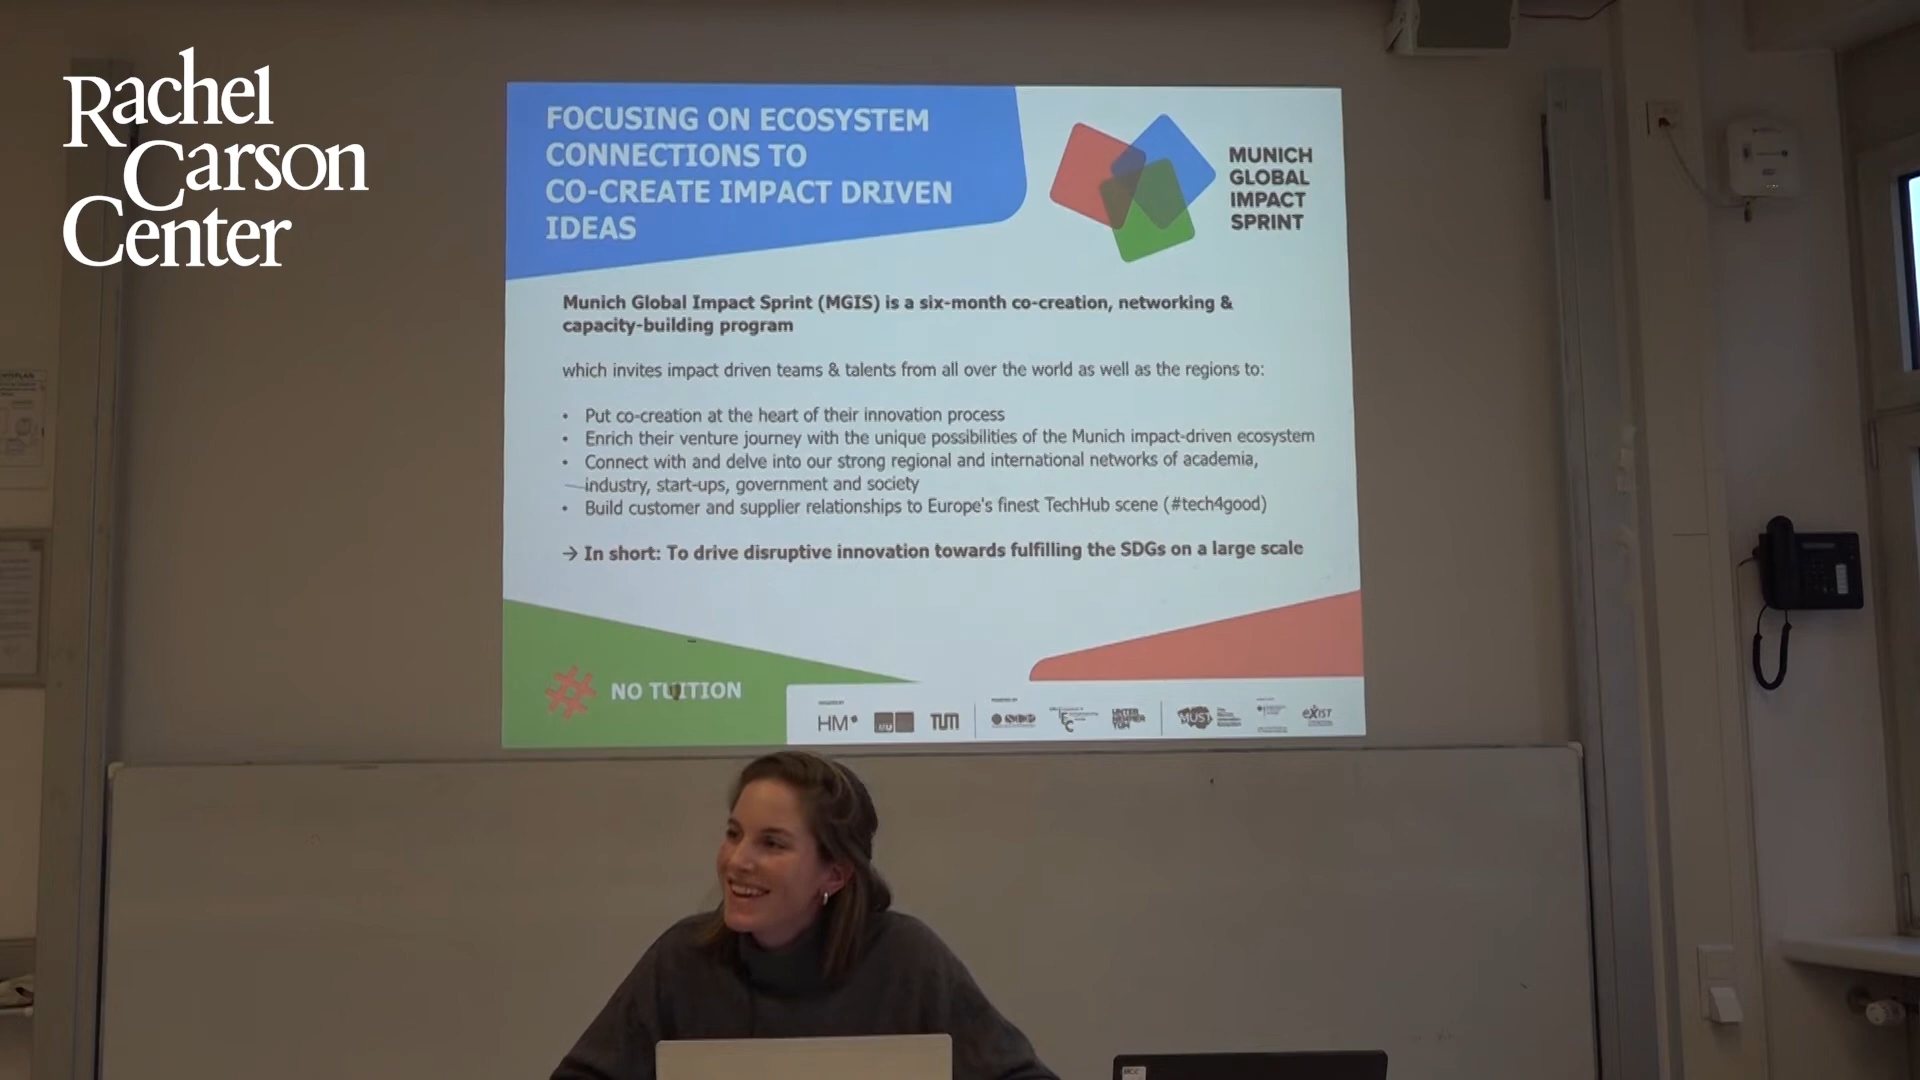 Rachel
Carson
Center
FOCUSING ON ECOSYSTEM
CONNECTIONS TO
CO-CREATE IMPACT DRIVEN
IDEAS
MUNICH
GLOBAL
IMPACT
SPRINT
Munich Global Impact Sprint (MGIS) is a six-month co-creation, networking &
capacity-building program
which invites impact driven teams & talents from all over the world as well as the regions to:
• Put co-creation at the heart of their innovation process
• Enrich their venture journey with the unique possibilities of the Munich impact-driven ecosystem
• Connect with and delve into our strong regional and international networks of academia,
industry, start-ups, government and society
• Build customer and supplier relationships to Europe's finest TechHub scene (#tech4good)
→ In short: To drive disruptive innovation towards fulfilling the SDGs on a large scale
# NO TUITION
HM
TUM
SCE
UNTER
NEHMER
TUM
MUST
eXIST